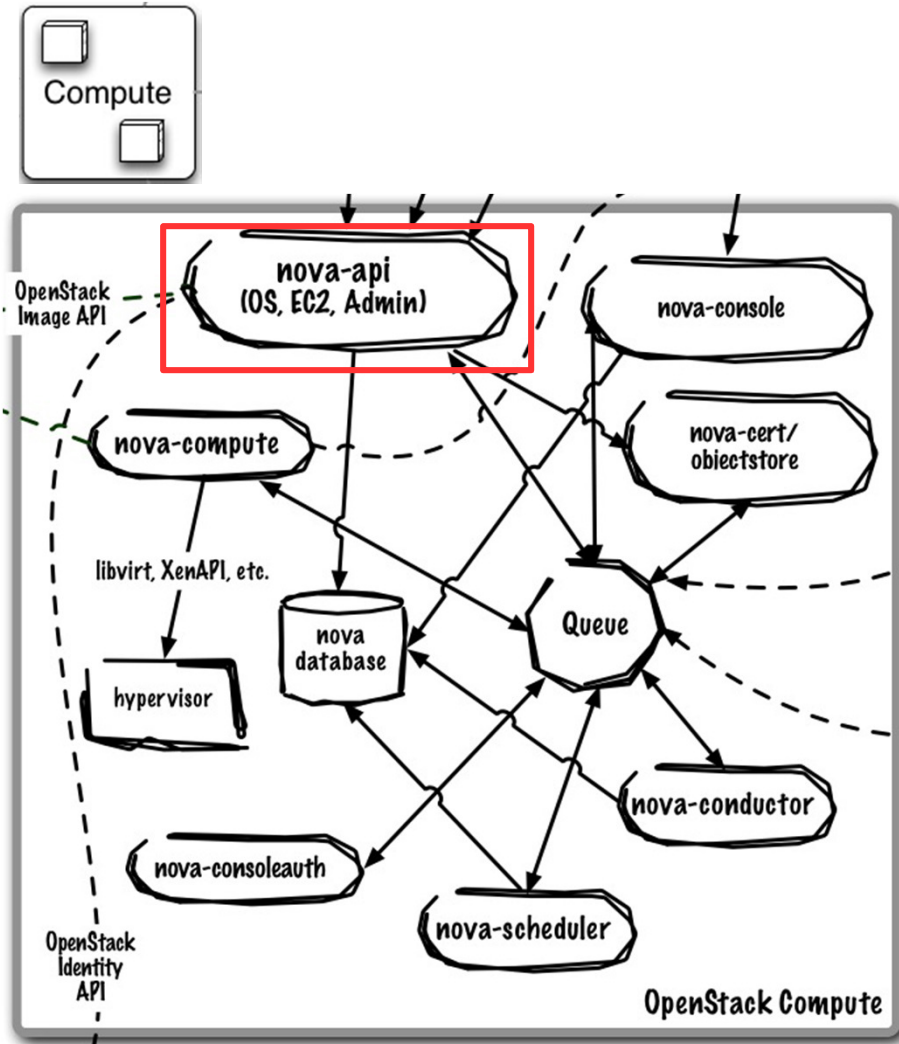 Compute
nova-api
(OS, EC2, Admin)
OpenStack
Image API
nova-console
nova-compute
nova-cert/
obiectstore
libvirt, XenAPI, etc.
nova
database
Queue
hypervisor
nova-conductor
nova-consoleauth
nova-scheduler
OpenStack
Identity
API
OpenStack Compute